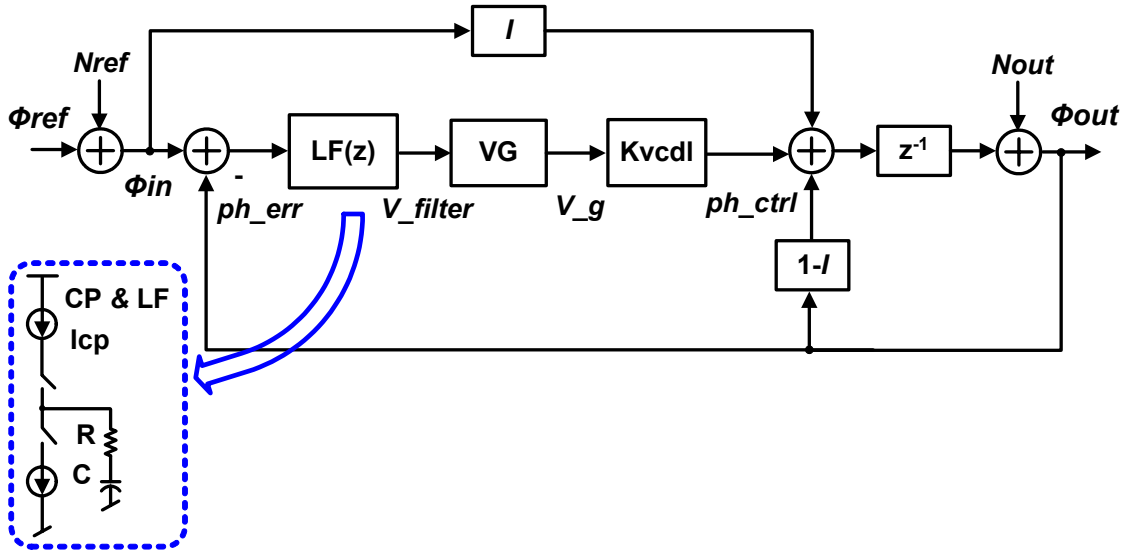 I
Nref
Nout
Φref
Φout
LF(z)
VG
Kvcdl
z-1
Φin
-
ph_err
V_filter
V_g
ph_ctrl
1-I
CP & LF
Icp
R
C